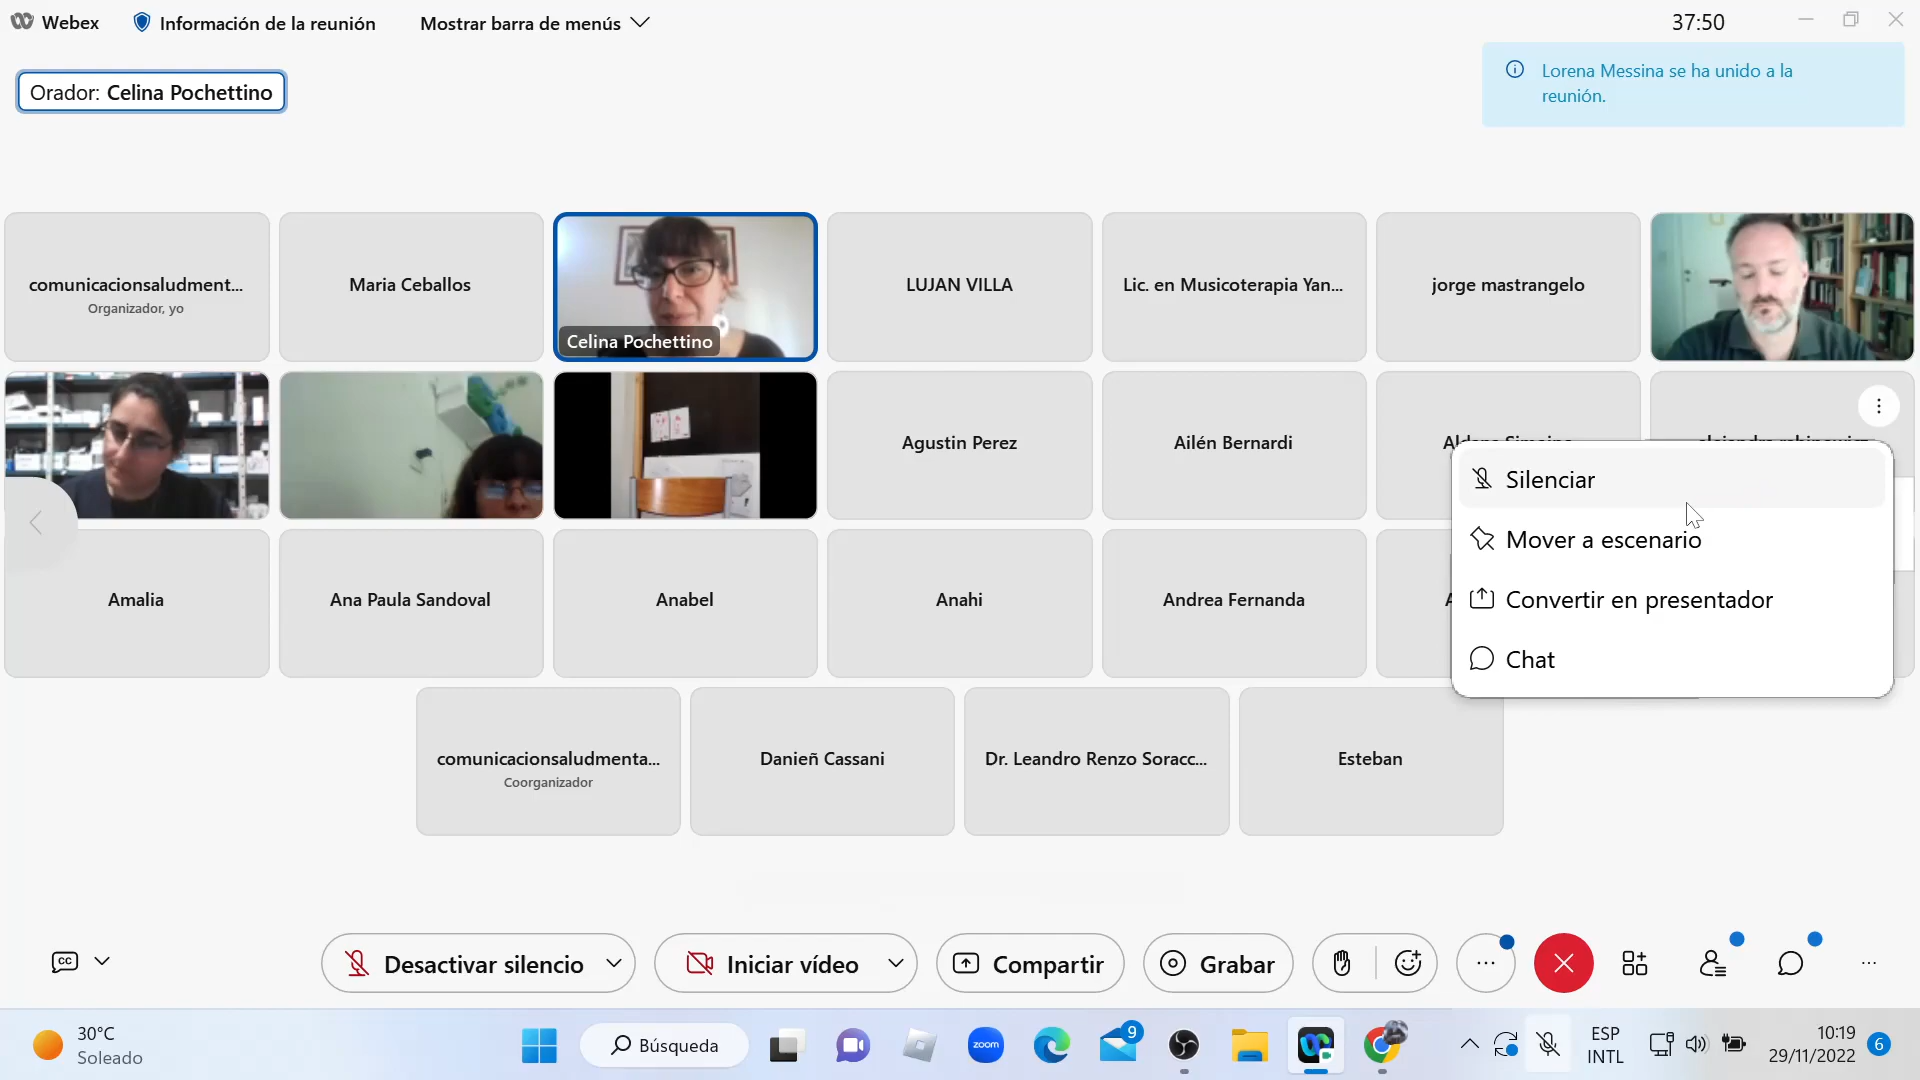 Webex
Información de la reunión
Mostrar barra de menús
37:50
Orador: Celina Pochettino
Lorena Messina se ha unido a la
reunión.
comunicacionsaludment...
Organizador, yo
Maria Ceballos
Celina Pochettino
LUJAN VILLA
Lic. en Musicoterapia Yan...
jorge mastrangelo
Agustin Perez
Ailén Bernardi
Silenciar
Mover a escenario
Convertir en presentador
Chat
Amalia
Ana Paula Sandoval
Anabel
Anahi
Andrea Fernanda
comunicacionsaludmenta...
Coorganizador
Danieñ Cassani
Dr. Leandro Renzo Soracc...
Esteban
CC
Desactivar silencio
Iniciar vídeo
Compartir
Grabar
30°C
Soleado
Búsqueda
zoom
9
ESP
INTL
10:19
29/11/2022
6